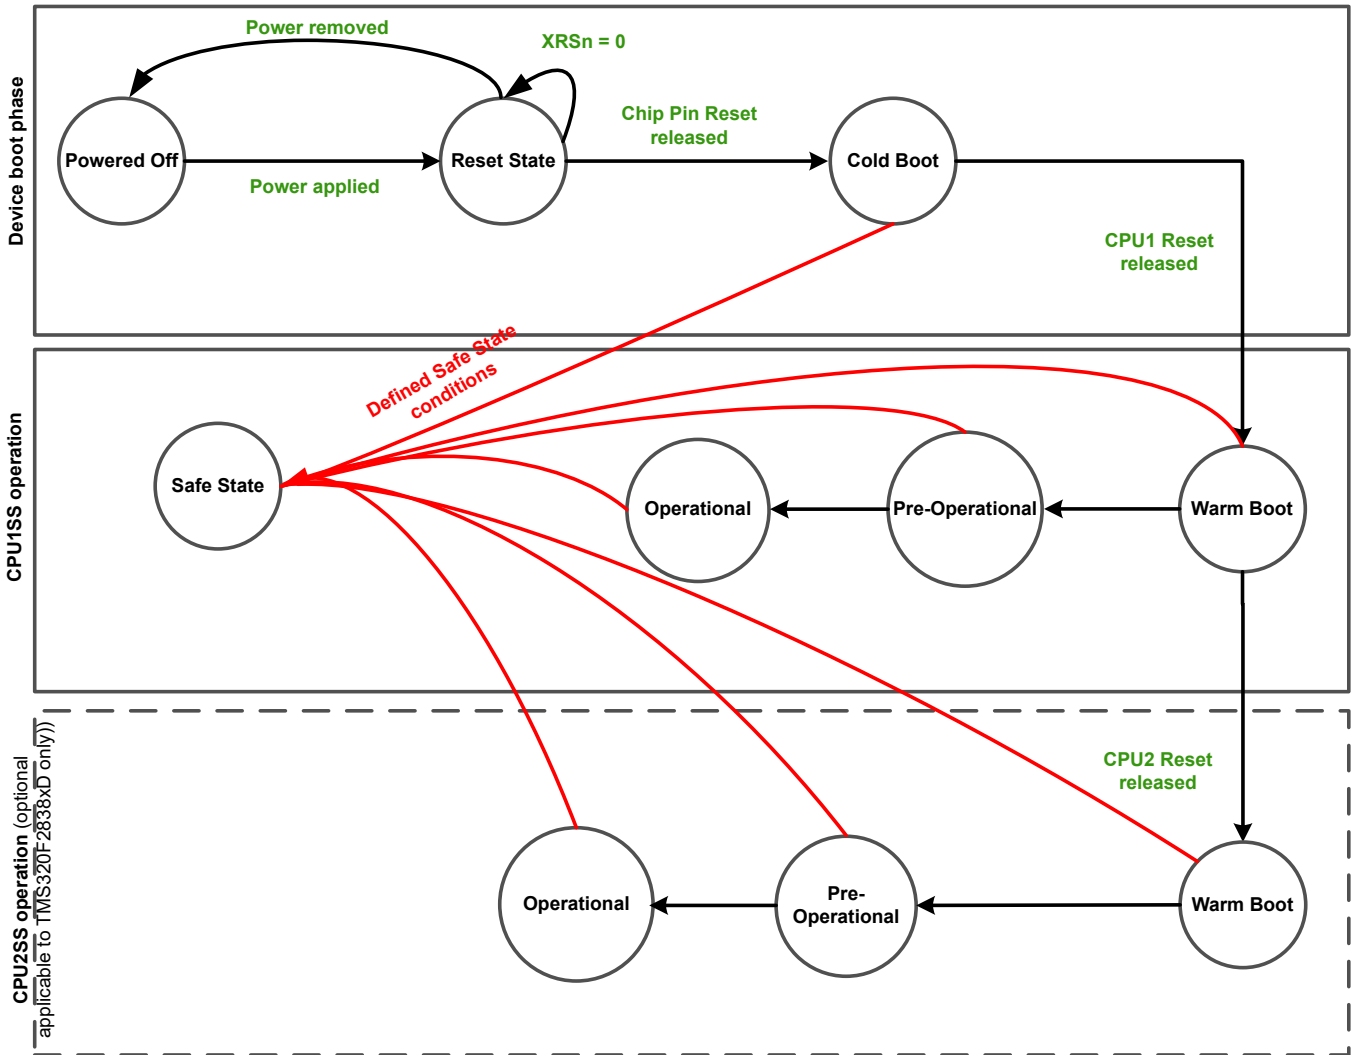 Device boot phase
Power removed
XRSn = 0
Chip Pin Reset
released
Powered Off
Reset State
Cold Boot
Power applied
CPU1 Reset
released
CPU1SS operation
Defined Safe State
conditions
Safe State
Operational
Pre-Operational
Warm Boot
CPU2SS operation (optional
applicable to TMS320F2838xD only))
CPU2 Reset
released
Operational
Pre-
Operational
Warm Boot